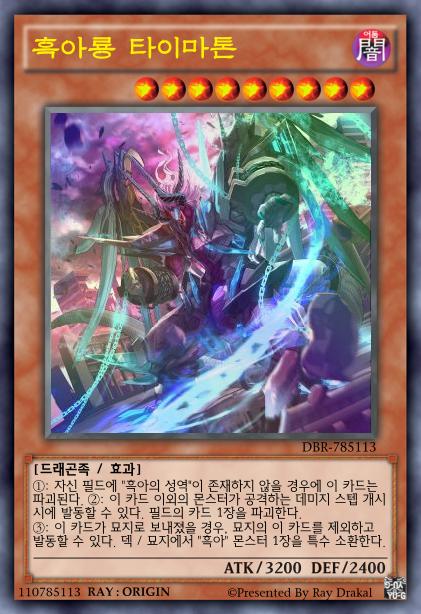 흑아룡 타이마톤
어둠
闇
DBR-785113
[드래곤족 / 효과]
①: 자신 필드에 "흑아의 성역"이 존재하지 않을 경우에 이 카드는
파괴된다. ②: 이 카드 이외의 몬스터가 공격하는 데미지 스텝 개시
시에 발동할 수 있다. 필드의 카드 1장을 파괴한다.
③: 이 카드가 묘지로 보내졌을 경우, 묘지의 이 카드를 제외하고
발동할 수 있다. 덱 / 묘지에서 "흑아" 몬스터 1장을 특수 소환한다.
ATK/3200 DEF/2400
110785113 RAY : ORIGIN ©Presented By Ray Drakal